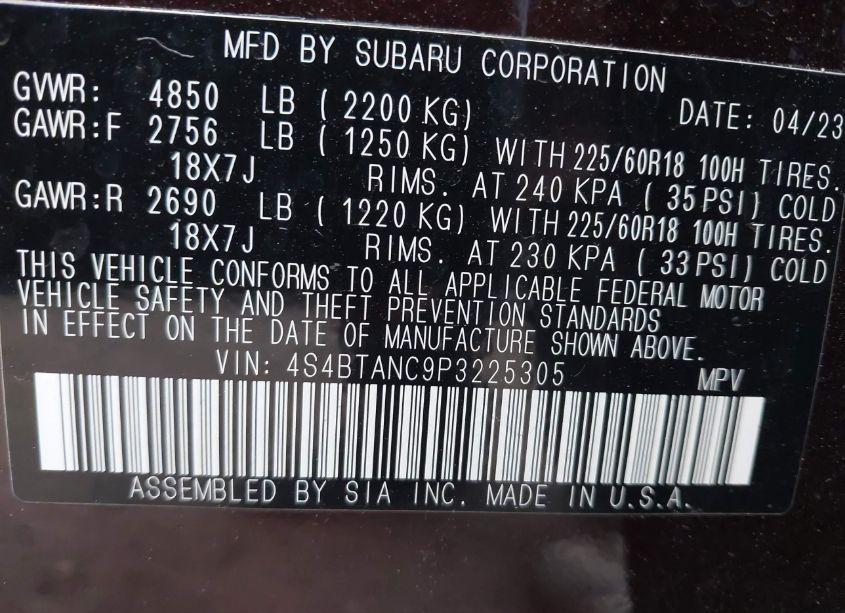 MFD BY SUBARU CORPORATION
GVWR: 4850 LB ( 2200 KG) DATE: 04/23
GAWR:F 2756 LB ( 1250 KG) WITH 225/60R18 100H TIRES.
18X7J RIMS. AT 240 KPA ( 35 PSI) COLD
GAWR:R 2690 LB ( 1220 KG) WITH 225/60R18 100H TIRES.
18X7J RIMS. AT 230 KPA ( 33 PSI) COLD
THIS VEHICLE CONFORMS TO ALL APPLICABLE FEDERAL MOTOR
VEHICLE SAFETY AND THEFT PREVENTION STANDARDS
IN EFFECT ON THE DATE OF MANUFACTURE SHOWN ABOVE.
VIN: 4S4BTANC9P3225305 MPV
ASSEMBLED BY SIA INC. MADE IN U.S.A.